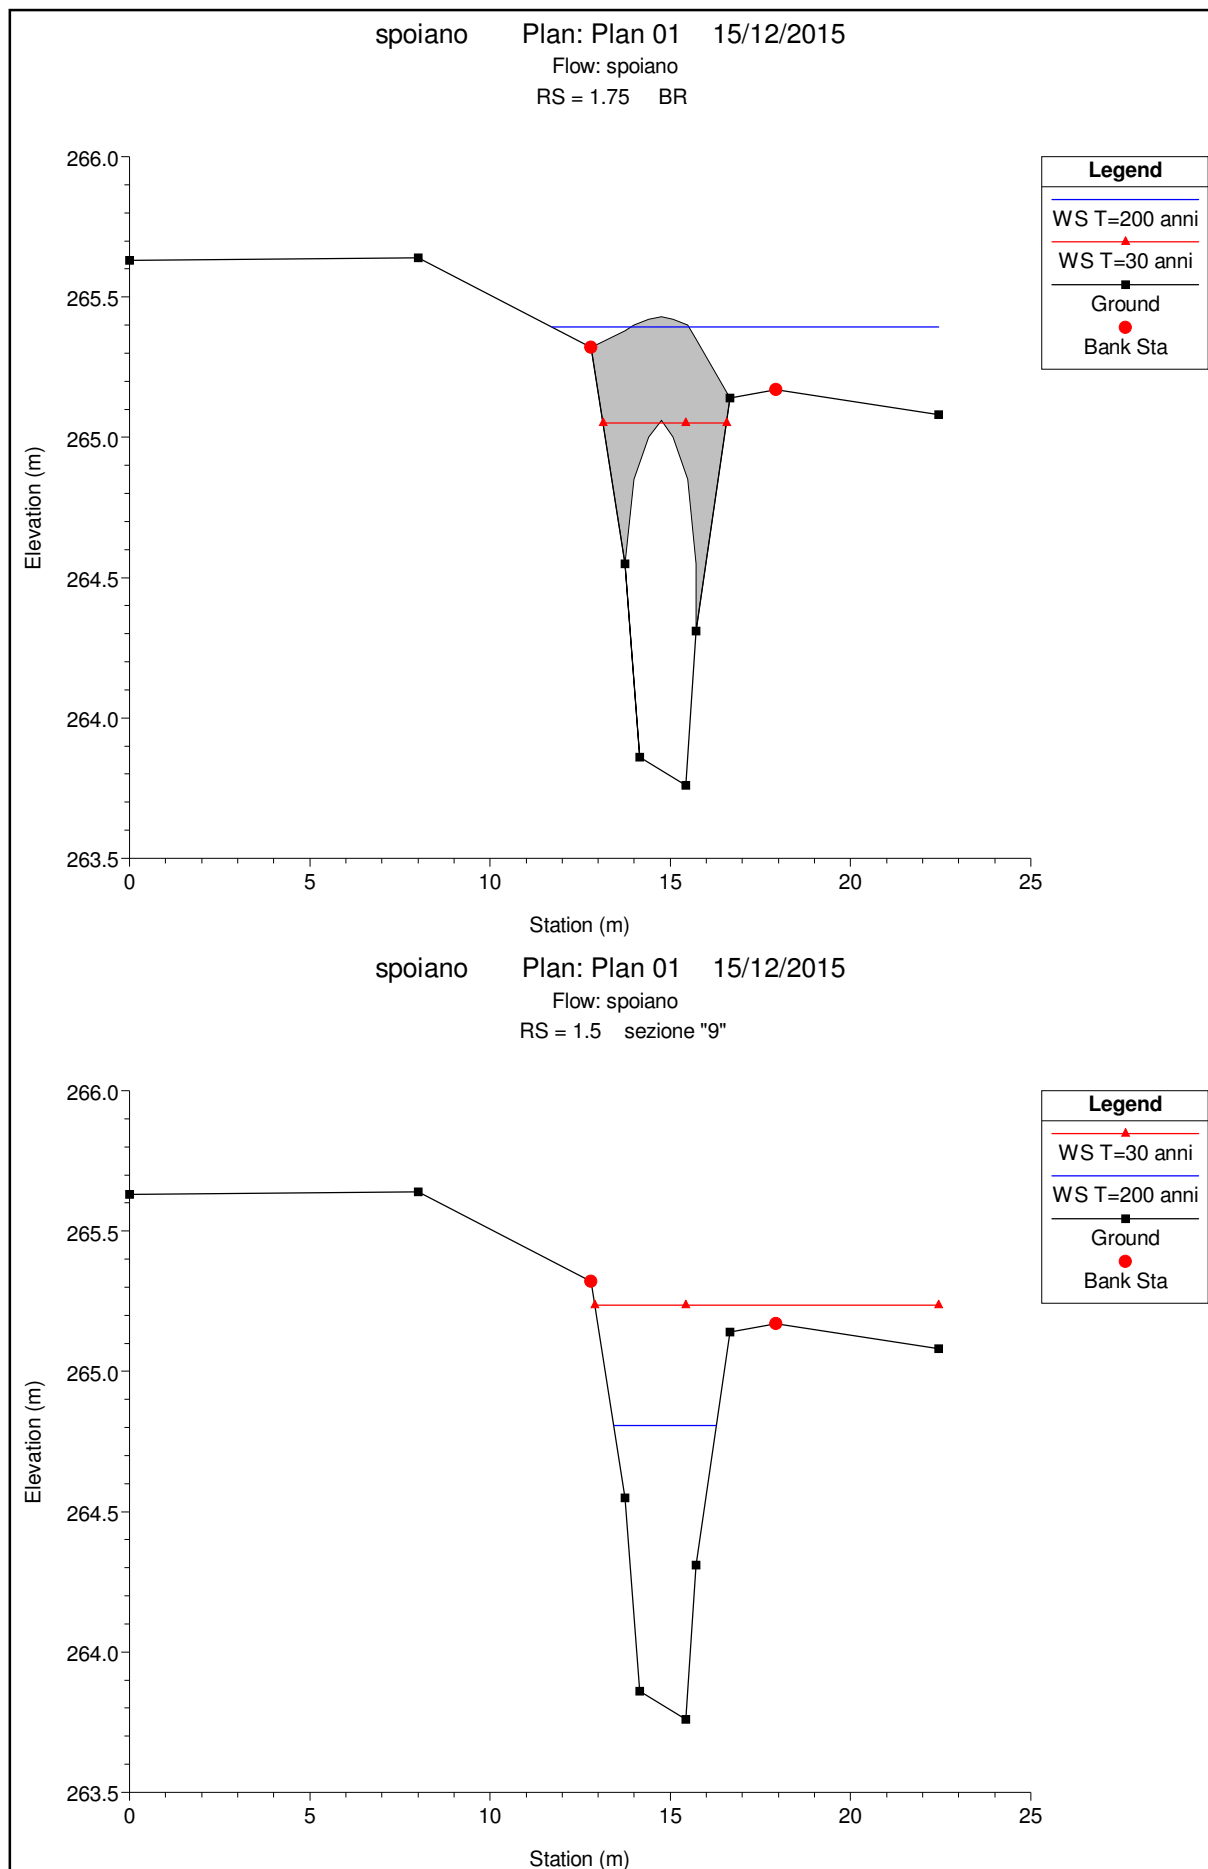 spoiano Plan: Plan 01 15/12/2015
Flow: spoiano
RS = 1.75 BR
266.0
265.5
265.0
264.5
264.0
263.5
0 5 10 15 20 25
Station (m)
Elevation (m)
Legend
WS T=200 anni
WS T=30 anni
Ground
Bank Sta
spoiano Plan: Plan 01 15/12/2015
Flow: spoiano
RS = 1.5 sezione "9"
266.0
265.5
265.0
264.5
264.0
263.5
0 5 10 15 20 25
Station (m)
Elevation (m)
Legend
WS T=30 anni
WS T=200 anni
Ground
Bank Sta